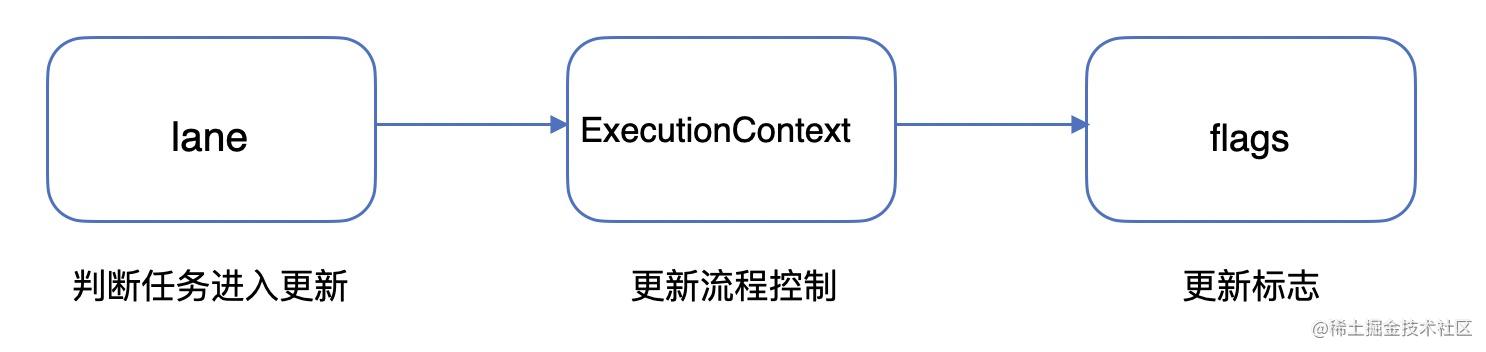 lane
ExecutionContext
flags
判断任务进入更新
更新流程控制
更新标志
@稀土掘金技术社区